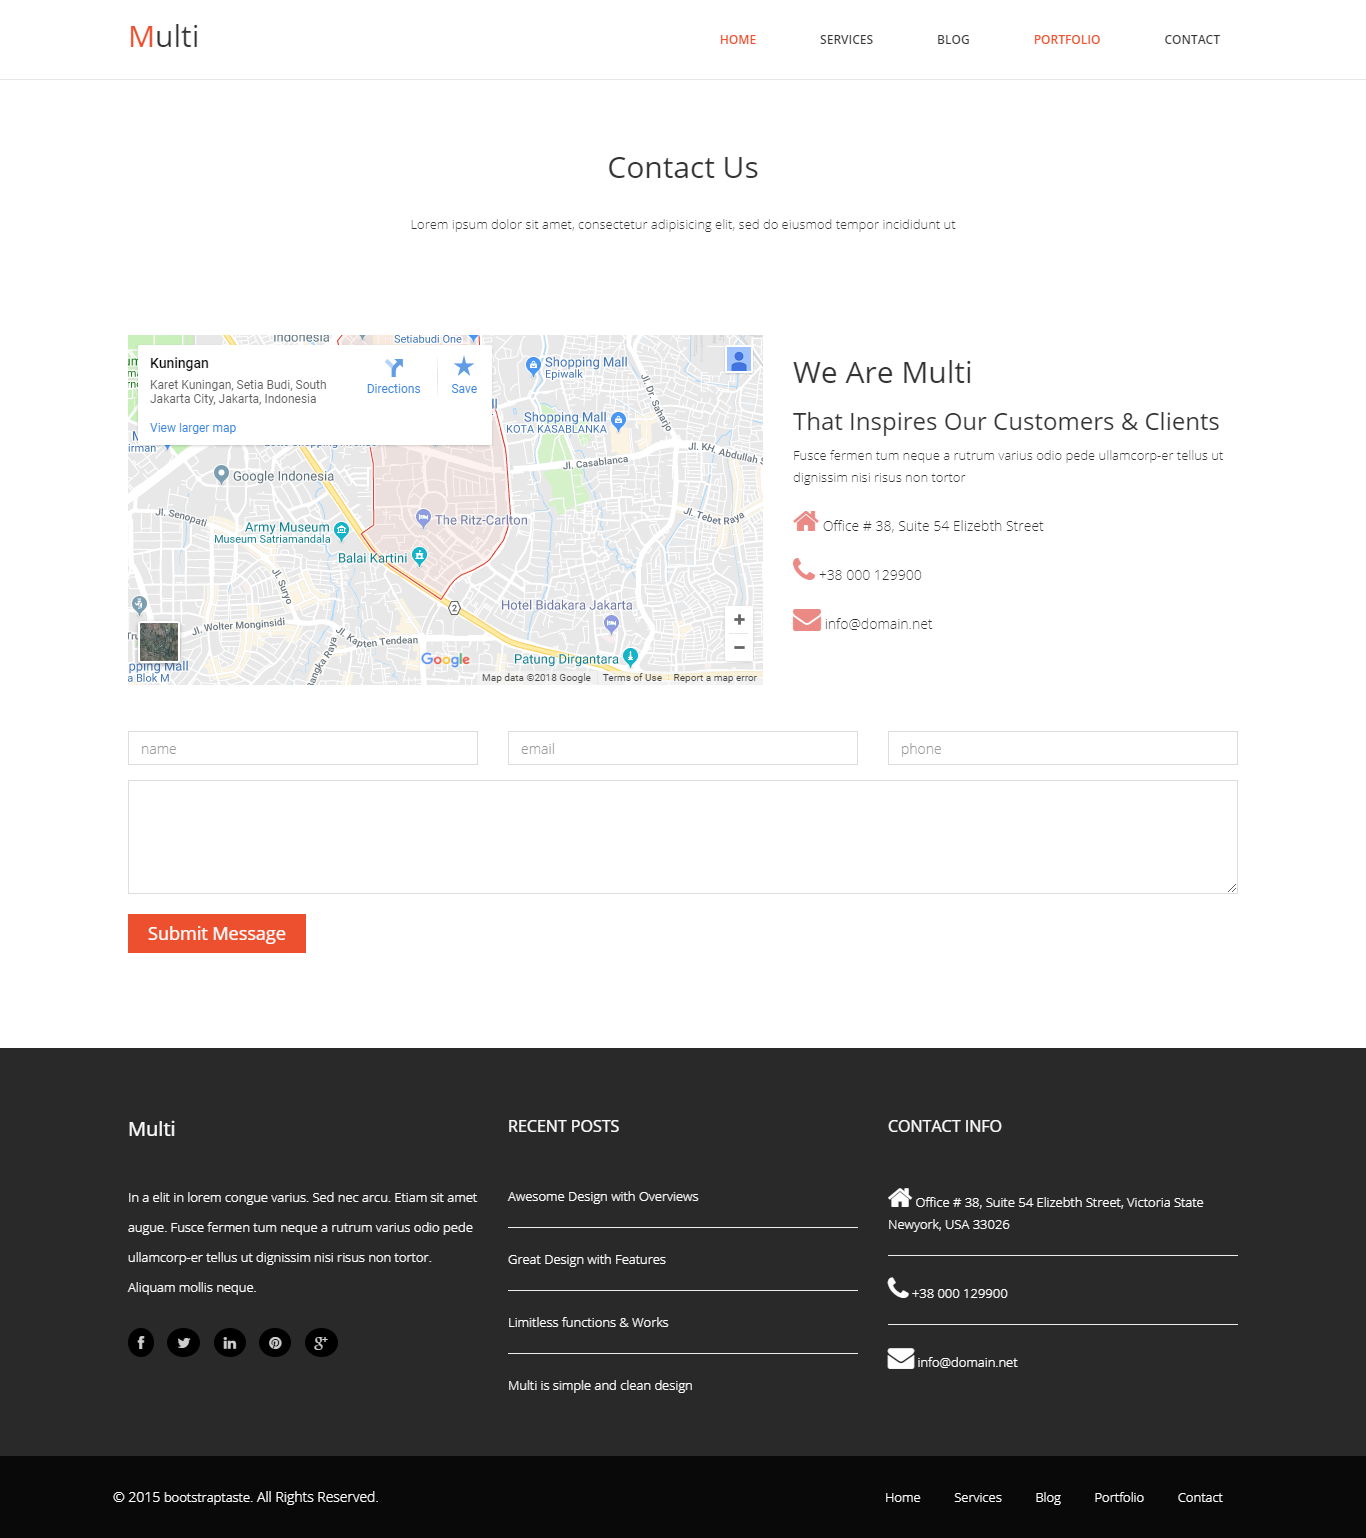 Multi
HOME SERVICES BLOG PORTFOLIO CONTACT
Contact Us
Lorem ipsum dolor sit amet, consectetur adipisicing elit, sed do eiusmod tempor incididunt ut
Indonesia
Setiabudi One
Kuningan
Karet Kuningan, Setia Budi, South
Jakarta City, Jakarta, Indonesia
View larger map
Directions
Save
Shopping Mall
Epiwalk
Jl. Dr. Saharjo
Shopping Mall
KOTA KASABLANKA
Jl. KH. Abdullah S
Jl. Casablanca
Google Indonesia
Jl. Senopati
Army Museum
Museum Satriamandala
The Ritz-Carlton
Jl. Tebet Raya
Balai Kartini
Jl. Suryo
2
Hotel Bidakara Jakarta
Jl. Wolter Monginsidi
Jl. Kapten Tendean
Patung Dirgantara
Google
pping Mall
a Blok M
Map data ©2018 Google Terms of Use Report a map error
We Are Multi
That Inspires Our Customers & Clients
Fusce fermen tum neque a rutrum varius odio pede ullamcorp-er tellus ut
dignissim nisi risus non tortor
Office # 38, Suite 54 Elizebth Street
+38 000 129900
info@domain.net
name
email
phone
Submit Message
Multi
In a elit in lorem congue varius. Sed nec arcu. Etiam sit amet
augue. Fusce fermen tum neque a rutrum varius odio pede
ullamcorp-er tellus ut dignissim nisi risus non tortor.
Aliquam mollis neque.
RECENT POSTS
Awesome Design with Overviews
Great Design with Features
Limitless functions & Works
Multi is simple and clean design
CONTACT INFO
Office # 38, Suite 54 Elizebth Street, Victoria State
Newyork, USA 33026
+38 000 129900
info@domain.net
© 2015 bootstraptaste. All Rights Reserved.
Home Services Blog Portfolio Contact